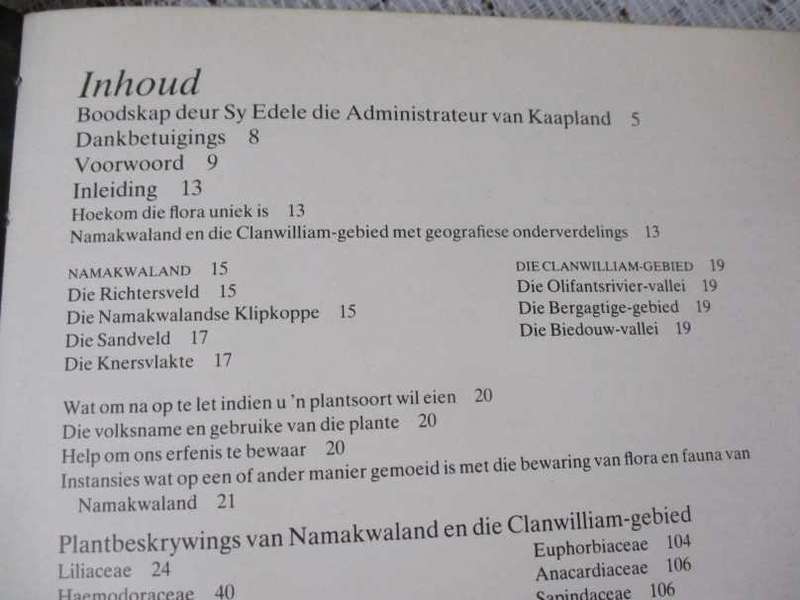 Inhoud
Boodskap deur Sy Edele die Administrateur van Kaapland 5
Dankbetuigings 8
Voorwoord 9
Inleiding 13
Hoekom die flora uniek is 13
Namakwaland en die Clanwilliam-gebied met geografiese onderverdelings 13
NAMAKWALAND 15
Die Richtersveld 15
Die Namakwalandse Klipkoppe 15
Die Sandveld 17
Die Knersvlakte 17
DIE CLANWILLIAM-GEBIED 19
Die Olifantsrivier-vallei 19
Die Bergagtige-gebied 19
Die Biedouw-vallei 19
Wat om na op te let indien u 'n plantsoort wil eien 20
Die volksname en gebruike van die plante 20
Help om ons erfenis te bewaar 20
Instansies wat op een of ander manier gemoeid is met die bewaring van flora en fauna van
Namakwaland 21
Plantbeskrywings van Namakwaland en die Clanwilliam-gebied
Liliaceae 24
Haemodoraceae 40
Euphorbiaceae 104
Anacardiaceae 106
Sapindaceae 106